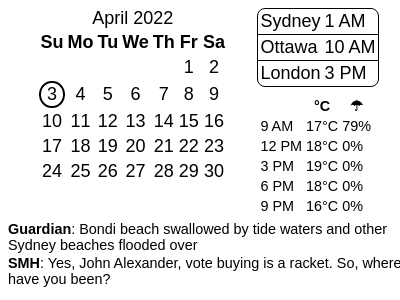 April 2022
Su Mo Tu We Th Fr Sa
1 2
3 4 5 6 7 8 9
10 11 12 13 14 15 16
17 18 19 20 21 22 23
24 25 26 27 28 29 30
Sydney 1 AM
Ottawa 10 AM
London 3 PM
°C ☂
9 AM 17°C 79%
12 PM 18°C 0%
3 PM 19°C 0%
6 PM 18°C 0%
9 PM 16°C 0%
Guardian: Bondi beach swallowed by tide waters and other
Sydney beaches flooded over
SMH: Yes, John Alexander, vote buying is a racket. So, where
have you been?